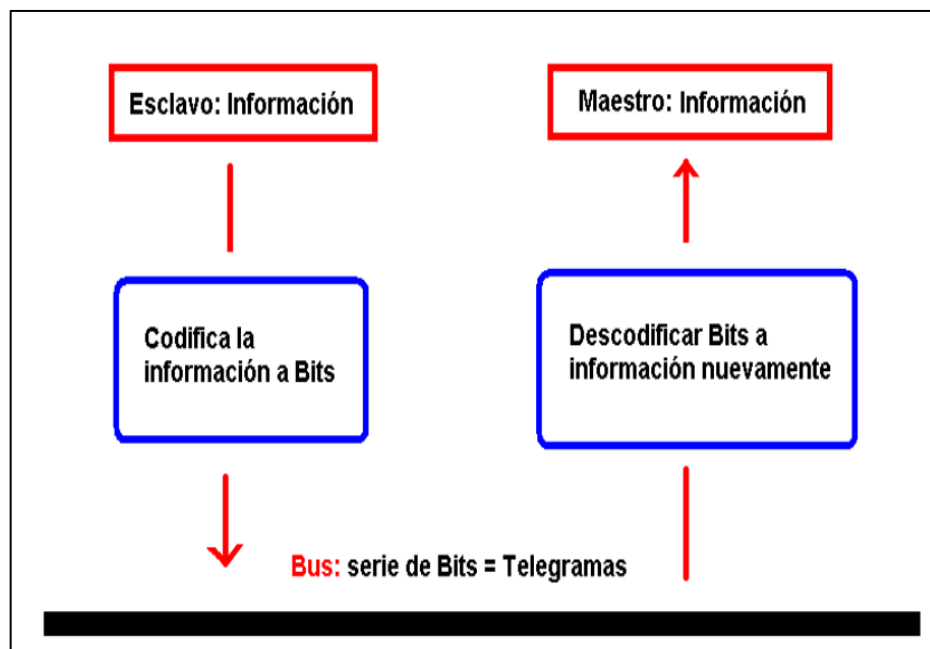 Esclavo: Información
Maestro: Información
Codifica la
información a Bits
Descodificar Bits a
información nuevamente
Bus: serie de Bits = Telegramas